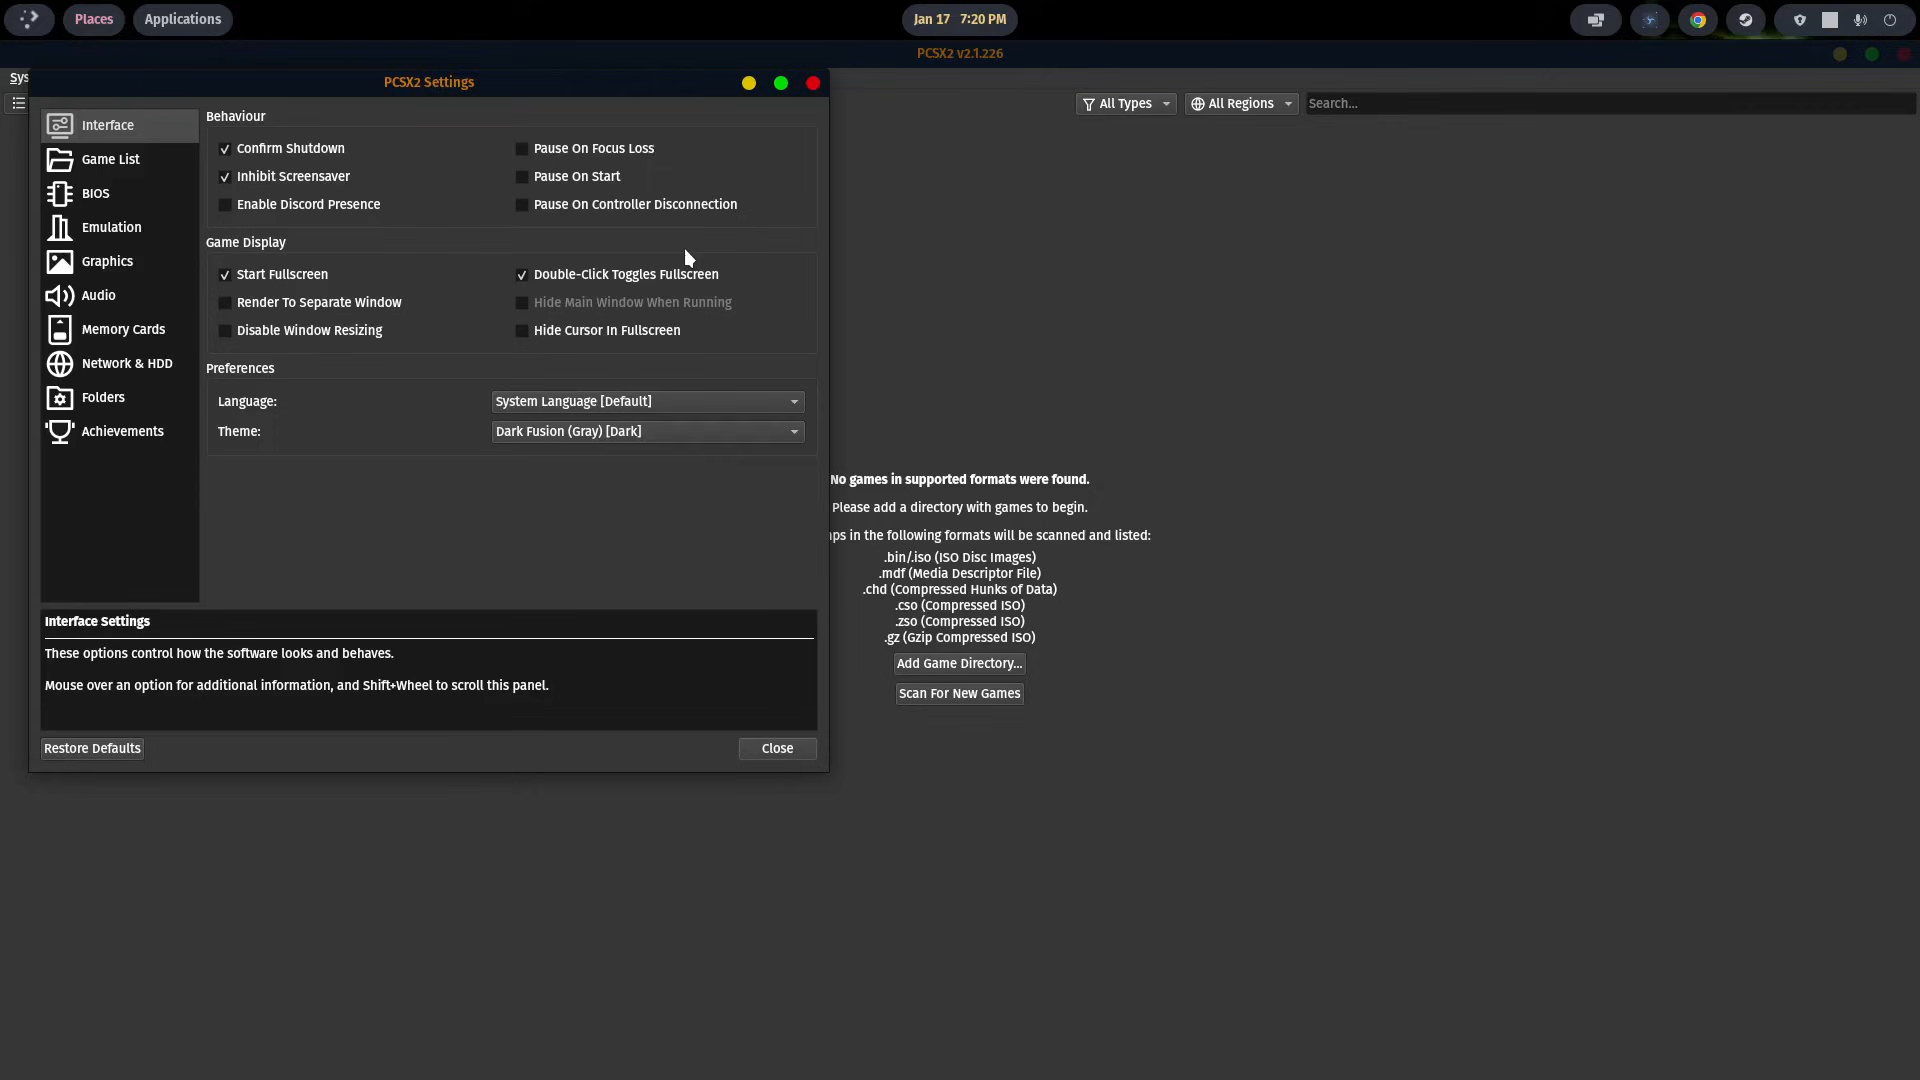 Places
Applications
Jan 17 7:20 PM
PCSX2 v2.1.226
Sys
PCSX2 Settings
All Types
All Regions
Search...
Interface
Game List
BIOS
Emulation
Graphics
Audio
Memory Cards
Network & HDD
Folders
Achievements
Behaviour
Confirm Shutdown
Pause On Focus Loss
Inhibit Screensaver
Pause On Start
Enable Discord Presence
Pause On Controller Disconnection
Game Display
Start Fullscreen
Double-Click Toggles Fullscreen
Render To Separate Window
Hide Main Window When Running
Disable Window Resizing
Hide Cursor In Fullscreen
Preferences
Language:
System Language [Default]
Theme:
Dark Fusion (Gray) [Dark]
Interface Settings
These options control how the software looks and behaves.
Mouse over an option for additional information, and Shift+Wheel to scroll this panel.
Restore Defaults
Close
No games in supported formats were found.
Please add a directory with games to begin.
ps in the following formats will be scanned and listed:
.bin/.iso (ISO Disc Images)
.mdf (Media Descriptor File)
.chd (Compressed Hunks of Data)
.cso (Compressed ISO)
.zso (Compressed ISO)
.gz (Gzip Compressed ISO)
Add Game Directory...
Scan For New Games